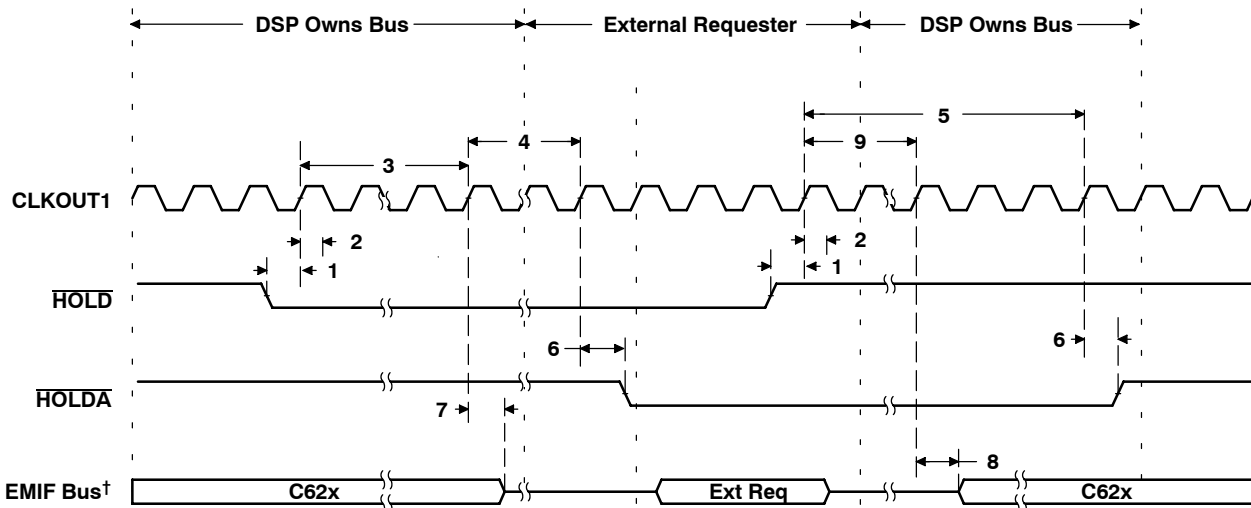 DSP Owns Bus External Requester DSP Owns Bus
5
4 9
3
CLKOUT1
2 2
1 1
HOLD
6 6
HOLDA
7
8
EMIF Bus† C62x Ext Req C62x